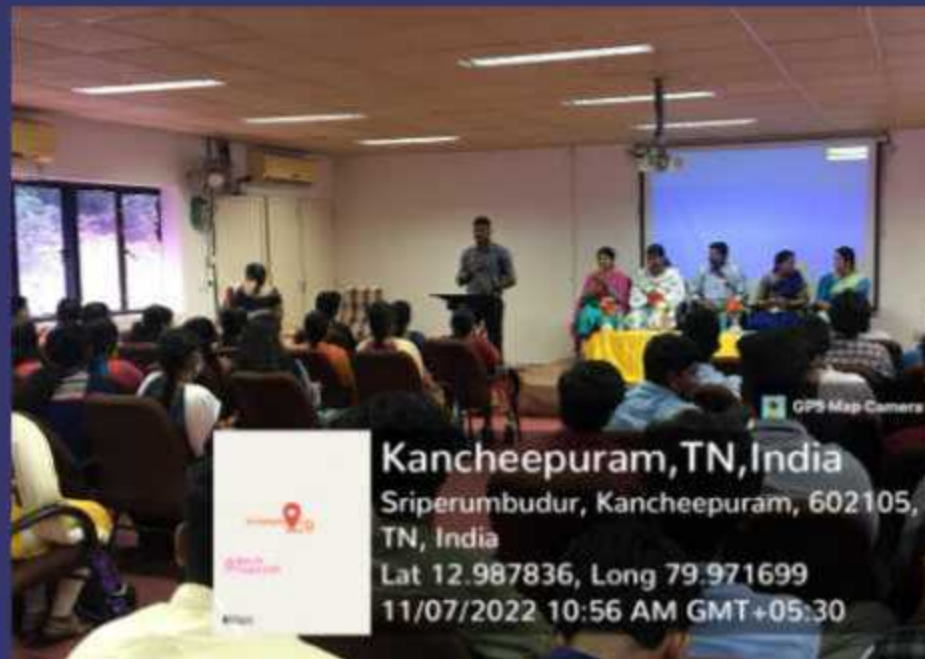 GPS Map Camera
Kancheepuram,TN,India
Sriperumbudur, Kancheepuram, 602105,
TN, India
Lat 12.987836, Long 79.971699
11/07/2022 10:56 AM GMT+05:30